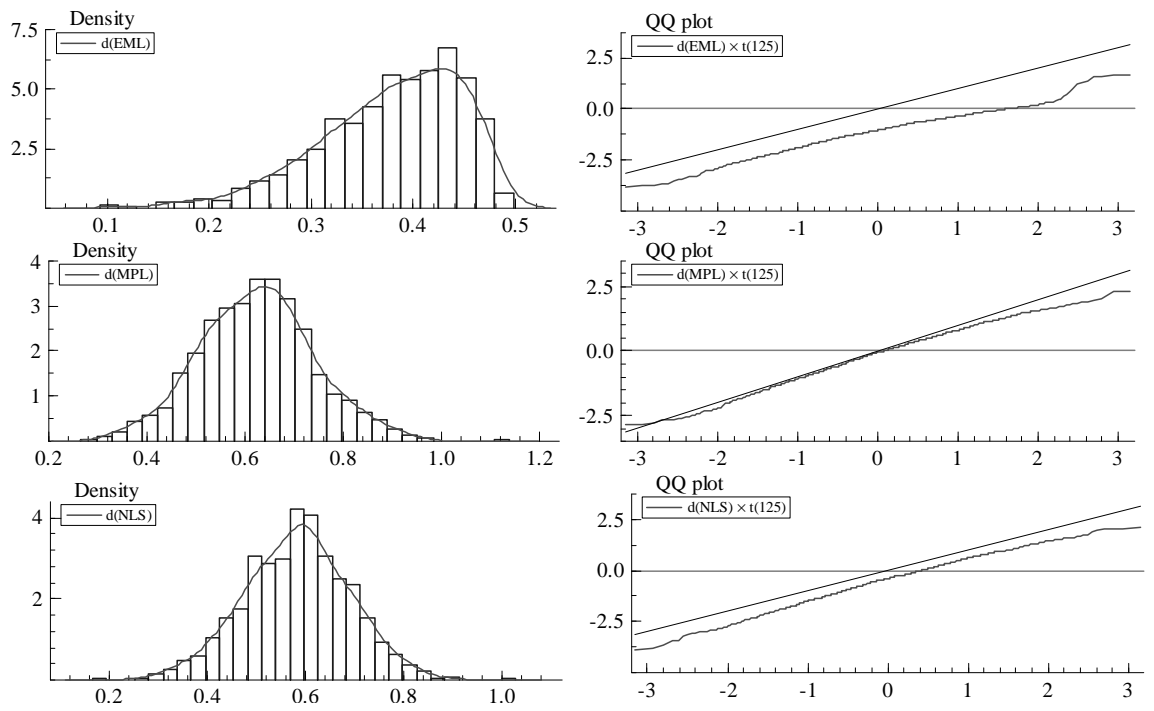 Density
d(EML)
7.5
5.0
2.5
0.1 0.2 0.3 0.4 0.5
QQ plot
d(EML) × t(125)
2.5
0.0
-2.5
-3 -2 -1 0 1 2 3
Density
d(MPL)
4
3
2
1
0.2 0.4 0.6 0.8 1.0 1.2
QQ plot
d(MPL) × t(125)
2.5
0.0
-2.5
-3 -2 -1 0 1 2 3
Density
d(NLS)
4
2
0.2 0.4 0.6 0.8 1.0
QQ plot
d(NLS) × t(125)
2.5
0.0
-2.5
-3 -2 -1 0 1 2 3